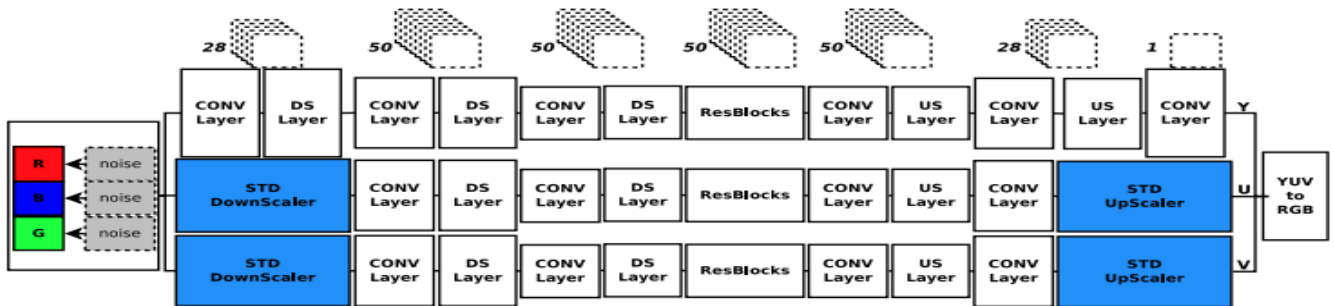 28 50 50 50 50 28 1
CONV Layer DS Layer CONV Layer DS Layer CONV Layer DS Layer ResBlocks CONV Layer US Layer CONV Layer US Layer CONV Layer Y
R noise
B noise
G noise
STD DownScaler CONV Layer DS Layer CONV Layer DS Layer ResBlocks CONV Layer US Layer CONV Layer STD UpScaler U
YUV to RGB
STD DownScaler CONV Layer DS Layer CONV Layer DS Layer ResBlocks CONV Layer US Layer CONV Layer STD UpScaler V